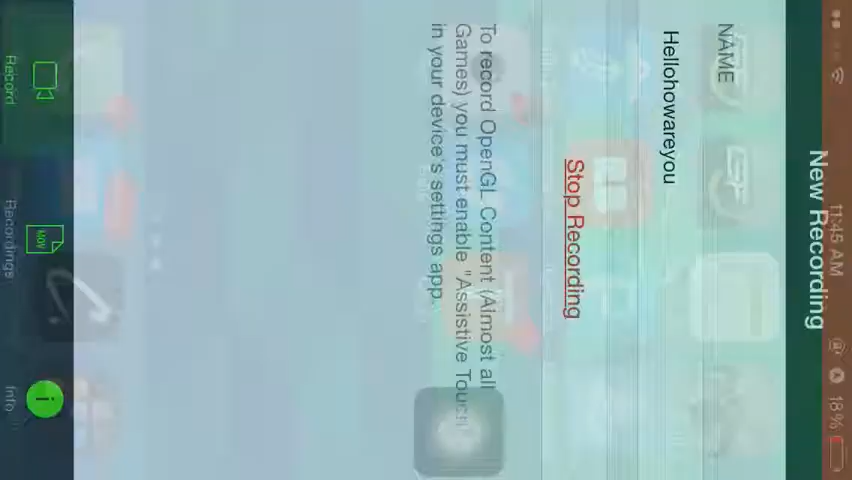 11:45 AM
18%
New Recording
NAME
Hellohowareyou
Stop Recording
To record OpenGL Content (Almost all
Games) you must enable "Assistive Touch"
in your device's settings app.
MOV
i
Record
Recordings
Info